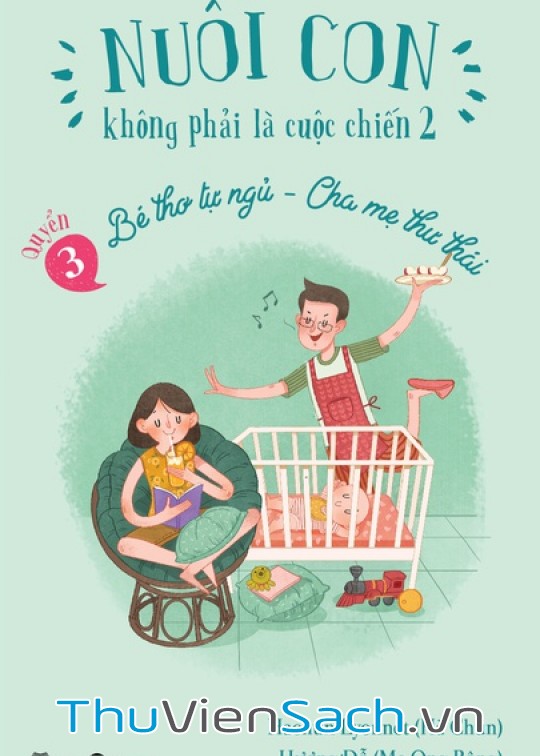 NUÔI CON
không phải là cuộc chiến 2
Quyển
3
Bé thơ tự ngủ - Cha mẹ thư thái
ThuVienSach.vn